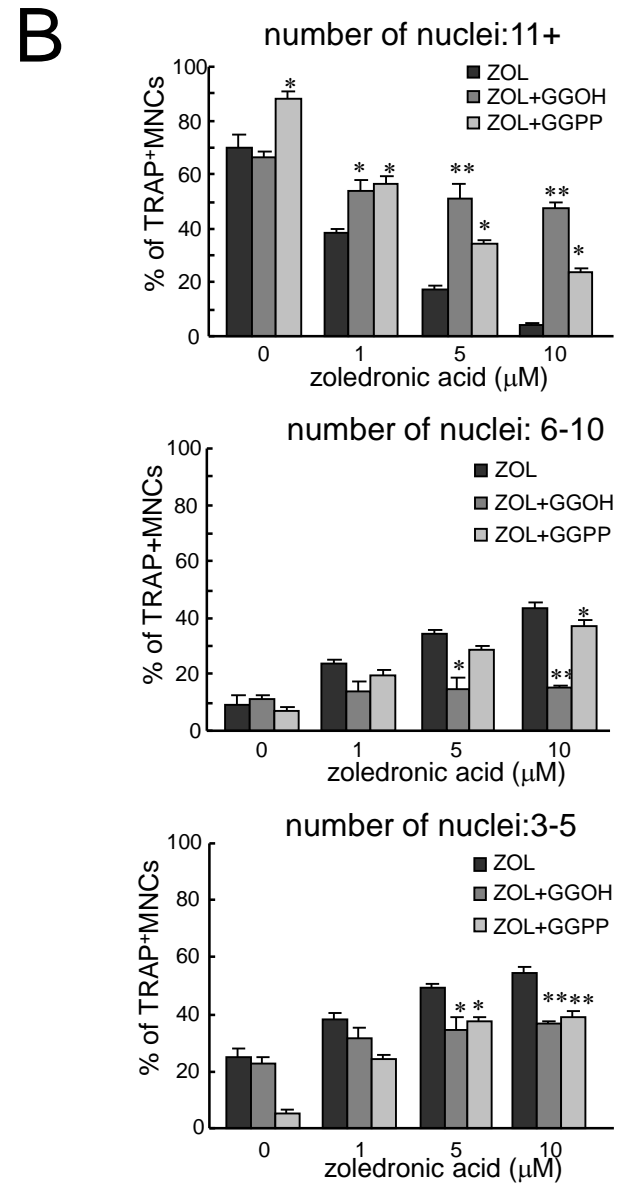 B
number of nuclei:11+
ZOL
ZOL+GGOH
ZOL+GGPP
% of TRAP+MNCs
100
80
60
40
20
0
*
* *
** *
** *
0 1 5 10
zoledronic acid (μM)
number of nuclei: 6-10
ZOL
ZOL+GGOH
ZOL+GGPP
% of TRAP+MNCs
100
80
60
40
20
0
*
** *
0 1 5 10
zoledronic acid (μM)
number of nuclei:3-5
ZOL
ZOL+GGOH
ZOL+GGPP
% of TRAP+MNCs
100
80
60
40
20
0
* *
** **
0 1 5 10
zoledronic acid (μM)